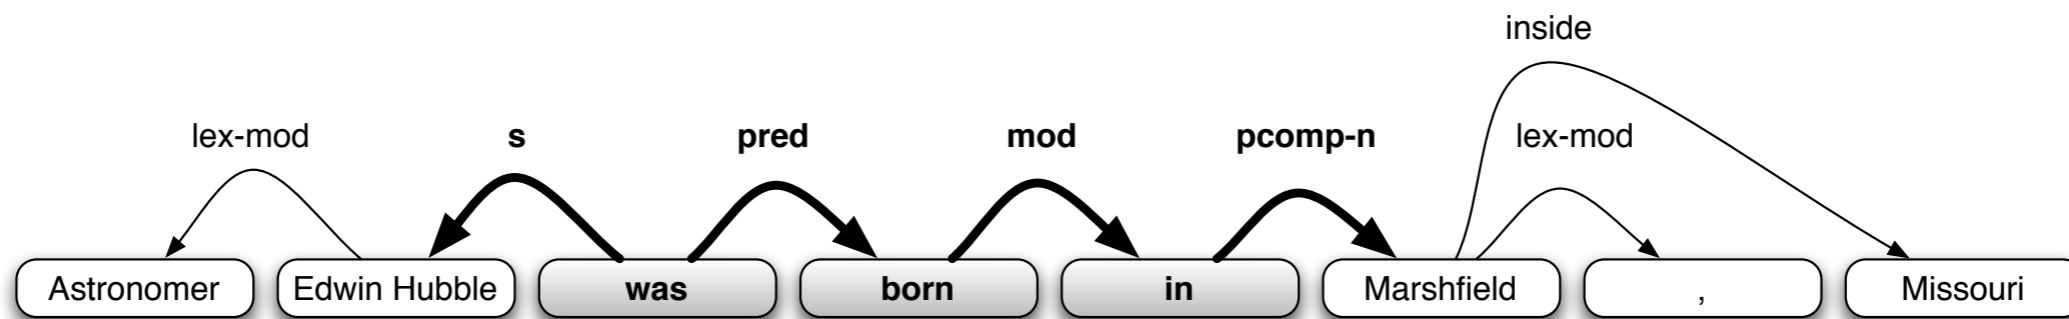 inside
lex-mod s pred mod pcomp-n lex-mod
Astronomer Edwin Hubble was born in Marshfield , Missouri